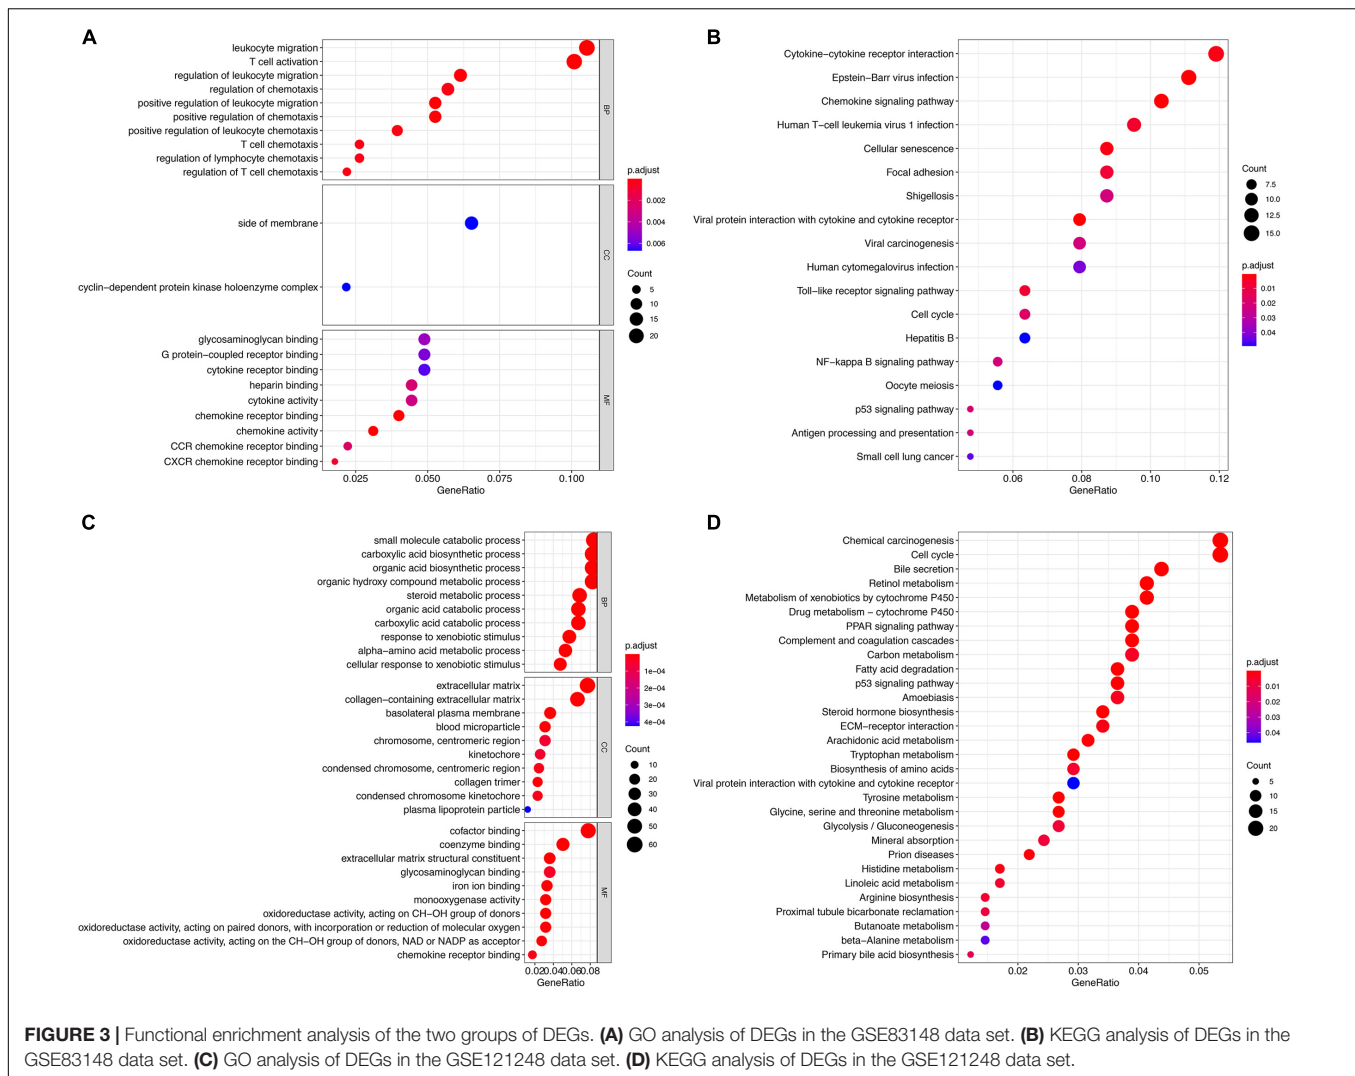 A
leukocyte migration
T cell activation
regulation of leukocyte migration
regulation of chemotaxis
positive regulation of leukocyte migration
positive regulation of chemotaxis
positive regulation of leukocyte chemotaxis
T cell chemotaxis
regulation of lymphocyte chemotaxis
regulation of T cell chemotaxis
BP
side of membrane
cyclin−dependent protein kinase holoenzyme complex
CC
glycosaminoglycan binding
G protein−coupled receptor binding
cytokine receptor binding
heparin binding
cytokine activity
chemokine receptor binding
chemokine activity
CCR chemokine receptor binding
CXCR chemokine receptor binding
MF
0.025 0.050 0.075 0.100
GeneRatio
p.adjust
0.002
0.004
0.006
Count
5
10
15
20
B
Cytokine−cytokine receptor interaction
Epstein−Barr virus infection
Chemokine signaling pathway
Human T−cell leukemia virus 1 infection
Cellular senescence
Focal adhesion
Shigellosis
Viral protein interaction with cytokine and cytokine receptor
Viral carcinogenesis
Human cytomegalovirus infection
Toll−like receptor signaling pathway
Cell cycle
Hepatitis B
NF−kappa B signaling pathway
Oocyte meiosis
p53 signaling pathway
Antigen processing and presentation
Small cell lung cancer
0.06 0.08 0.10 0.12
GeneRatio
Count
7.5
10.0
12.5
15.0
p.adjust
0.01
0.02
0.03
0.04
C
small molecule catabolic process
carboxylic acid biosynthetic process
organic acid biosynthetic process
organic hydroxy compound metabolic process
steroid metabolic process
organic acid catabolic process
carboxylic acid catabolic process
response to xenobiotic stimulus
alpha−amino acid metabolic process
cellular response to xenobiotic stimulus
BP
extracellular matrix
collagen−containing extracellular matrix
basolateral plasma membrane
blood microparticle
chromosome, centromeric region
kinetochore
condensed chromosome, centromeric region
collagen trimer
condensed chromosome kinetochore
plasma lipoprotein particle
CC
cofactor binding
coenzyme binding
extracellular matrix structural constituent
glycosaminoglycan binding
iron ion binding
monooxygenase activity
oxidoreductase activity, acting on CH−OH group of donors
oxidoreductase activity, acting on paired donors, with incorporation or reduction of molecular oxygen
oxidoreductase activity, acting on the CH−OH group of donors, NAD or NADP as acceptor
chemokine receptor binding
MF
0.02 0.04 0.06 0.08
GeneRatio
p.adjust
1e−04
2e−04
3e−04
4e−04
Count
10
20
30
40
50
60
D
Chemical carcinogenesis
Cell cycle
Bile secretion
Retinol metabolism
Metabolism of xenobiotics by cytochrome P450
Drug metabolism − cytochrome P450
PPAR signaling pathway
Complement and coagulation cascades
Carbon metabolism
Fatty acid degradation
p53 signaling pathway
Amoebiasis
Steroid hormone biosynthesis
ECM−receptor interaction
Arachidonic acid metabolism
Tryptophan metabolism
Biosynthesis of amino acids
Viral protein interaction with cytokine and cytokine receptor
Tyrosine metabolism
Glycine, serine and threonine metabolism
Glycolysis / Gluconeogenesis
Mineral absorption
Prion diseases
Histidine metabolism
Linoleic acid metabolism
Arginine biosynthesis
Proximal tubule bicarbonate reclamation
Butanoate metabolism
beta−Alanine metabolism
Primary bile acid biosynthesis
0.02 0.03 0.04 0.05
GeneRatio
p.adjust
0.01
0.02
0.03
0.04
Count
5
10
15
20
FIGURE 3 | Functional enrichment analysis of the two groups of DEGs. (A) GO analysis of DEGs in the GSE83148 data set. (B) KEGG analysis of DEGs in the
GSE83148 data set. (C) GO analysis of DEGs in the GSE121248 data set. (D) KEGG analysis of DEGs in the GSE121248 data set.